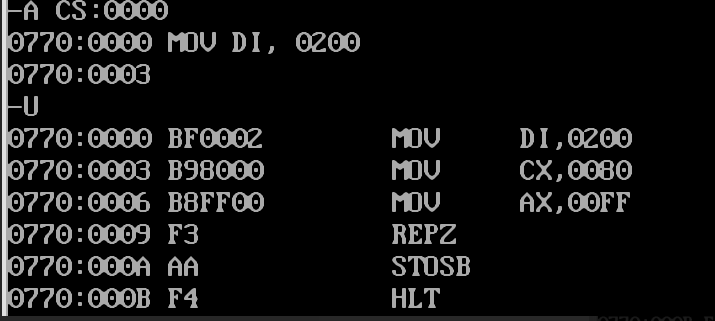 -A CS:0000
0770:0000 MOV DI, 0200
0770:0003
-U
0770:0000 BF0002 MOV DI,0200
0770:0003 B98000 MOV CX,0080
0770:0006 B8FF00 MOV AX,00FF
0770:0009 F3 REPZ
0770:000A AA STOSB
0770:000B F4 HLT